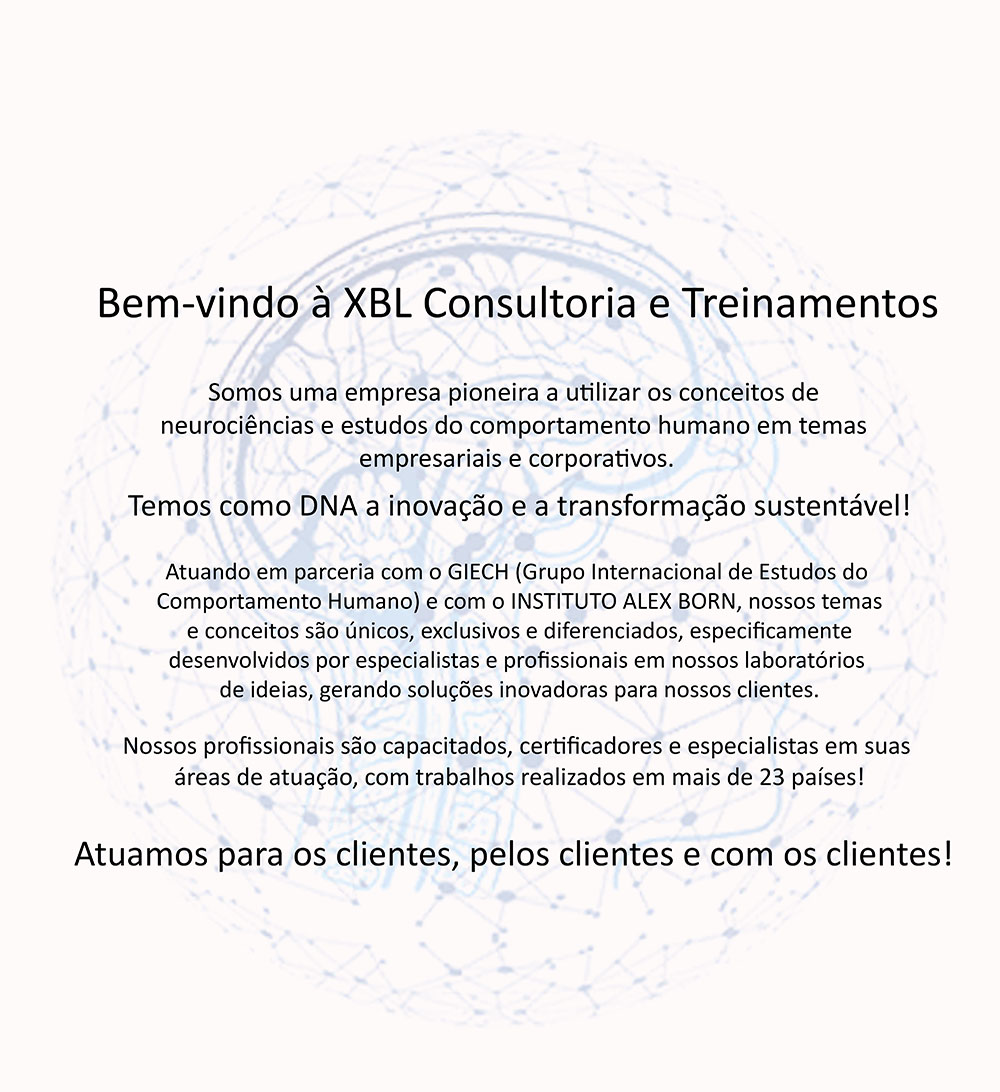 Bem-vindo à XBL Consultoria e Treinamentos
Somos uma empresa pioneira a utilizar os conceitos de
neurociências e estudos do comportamento humano em temas
empresariais e corporativos.
Temos como DNA a inovação e a transformação sustentável!
Atuando em parceria com o GIECH (Grupo Internacional de Estudos do
Comportamento Humano) e com o INSTITUTO ALEX BORN, nossos temas
e conceitos são únicos, exclusivos e diferenciados, especificamente
desenvolvidos por especialistas e profissionais em nossos laboratórios
de ideias, gerando soluções inovadoras para nossos clientes.
Nossos profissionais são capacitados, certificadores e especialistas em suas
áreas de atuação, com trabalhos realizados em mais de 23 países!
Atuamos para os clientes, pelos clientes e com os clientes!